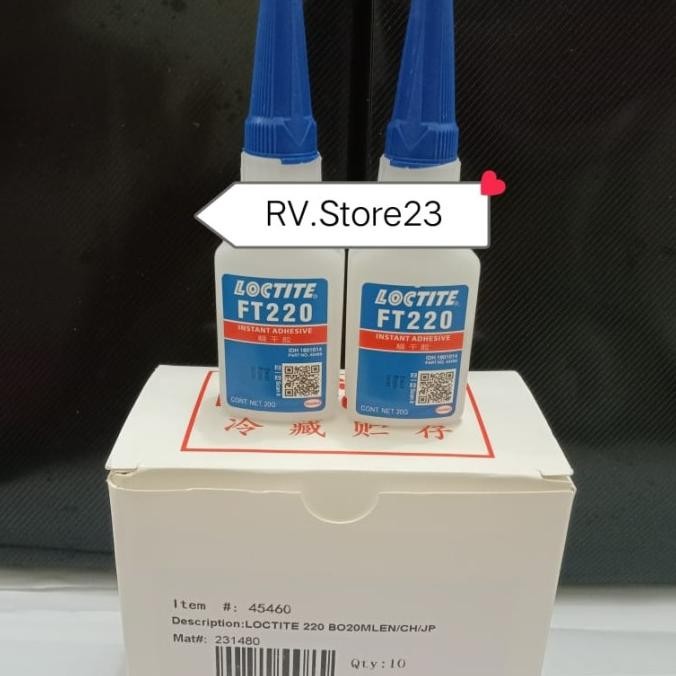 RV.Store23
LOCTITE
FT220
INSTANT ADHESIVE
瞬干胶
IDH 1601014
CONT. NET. 20G
LOCTITE
FT220
INSTANT ADHESIVE
瞬干胶
IDH 1601014
CONT. NET. 20G
冷藏贮存
Item #: 45460
Description:LOCTITE 220 BO20MLEN/CH/JP
Mat#: 231480
Qty:10